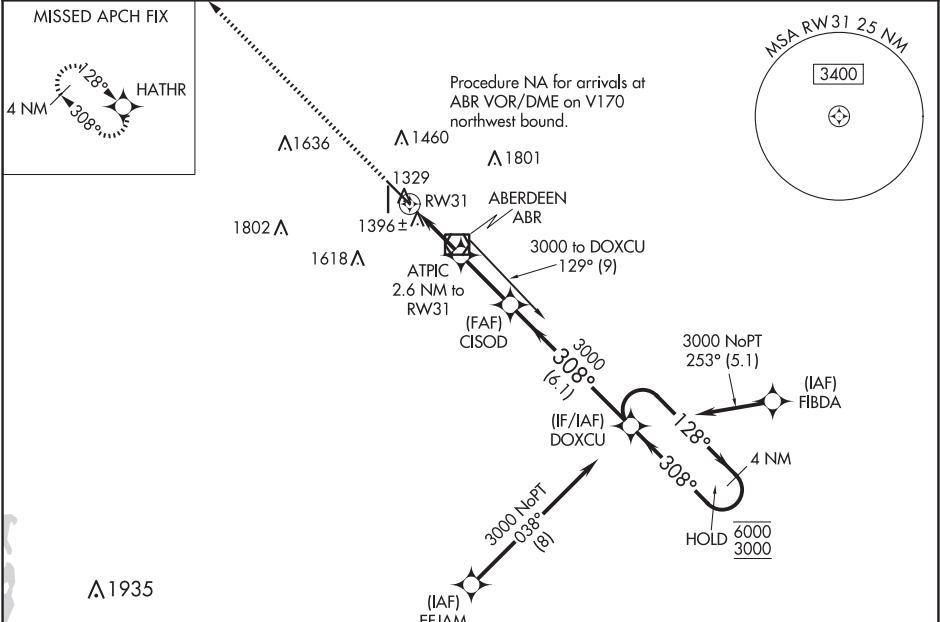 MISSED APCH FIX
128°
HATHR
4 NM
308°
Procedure NA for arrivals at
ABR VOR/DME on V170
northwest bound.
MSA RW31 25 NM
3400
1636
1460
1801
1329
RW31
ABERDEEN
ABR
1802
1396±
1618
3000 to DOXCU
129° (9)
ATPIC
2.6 NM to
RW31
(FAF)
CISOD
3000
308°
(6.1)
3000 NoPT
253° (5.1)
(IAF)
FIBDA
(IF/IAF)
DOXCU
128°
308°
4 NM
HOLD
6000
3000
3000 NoPT
038°
(8)
1935
(IAF)